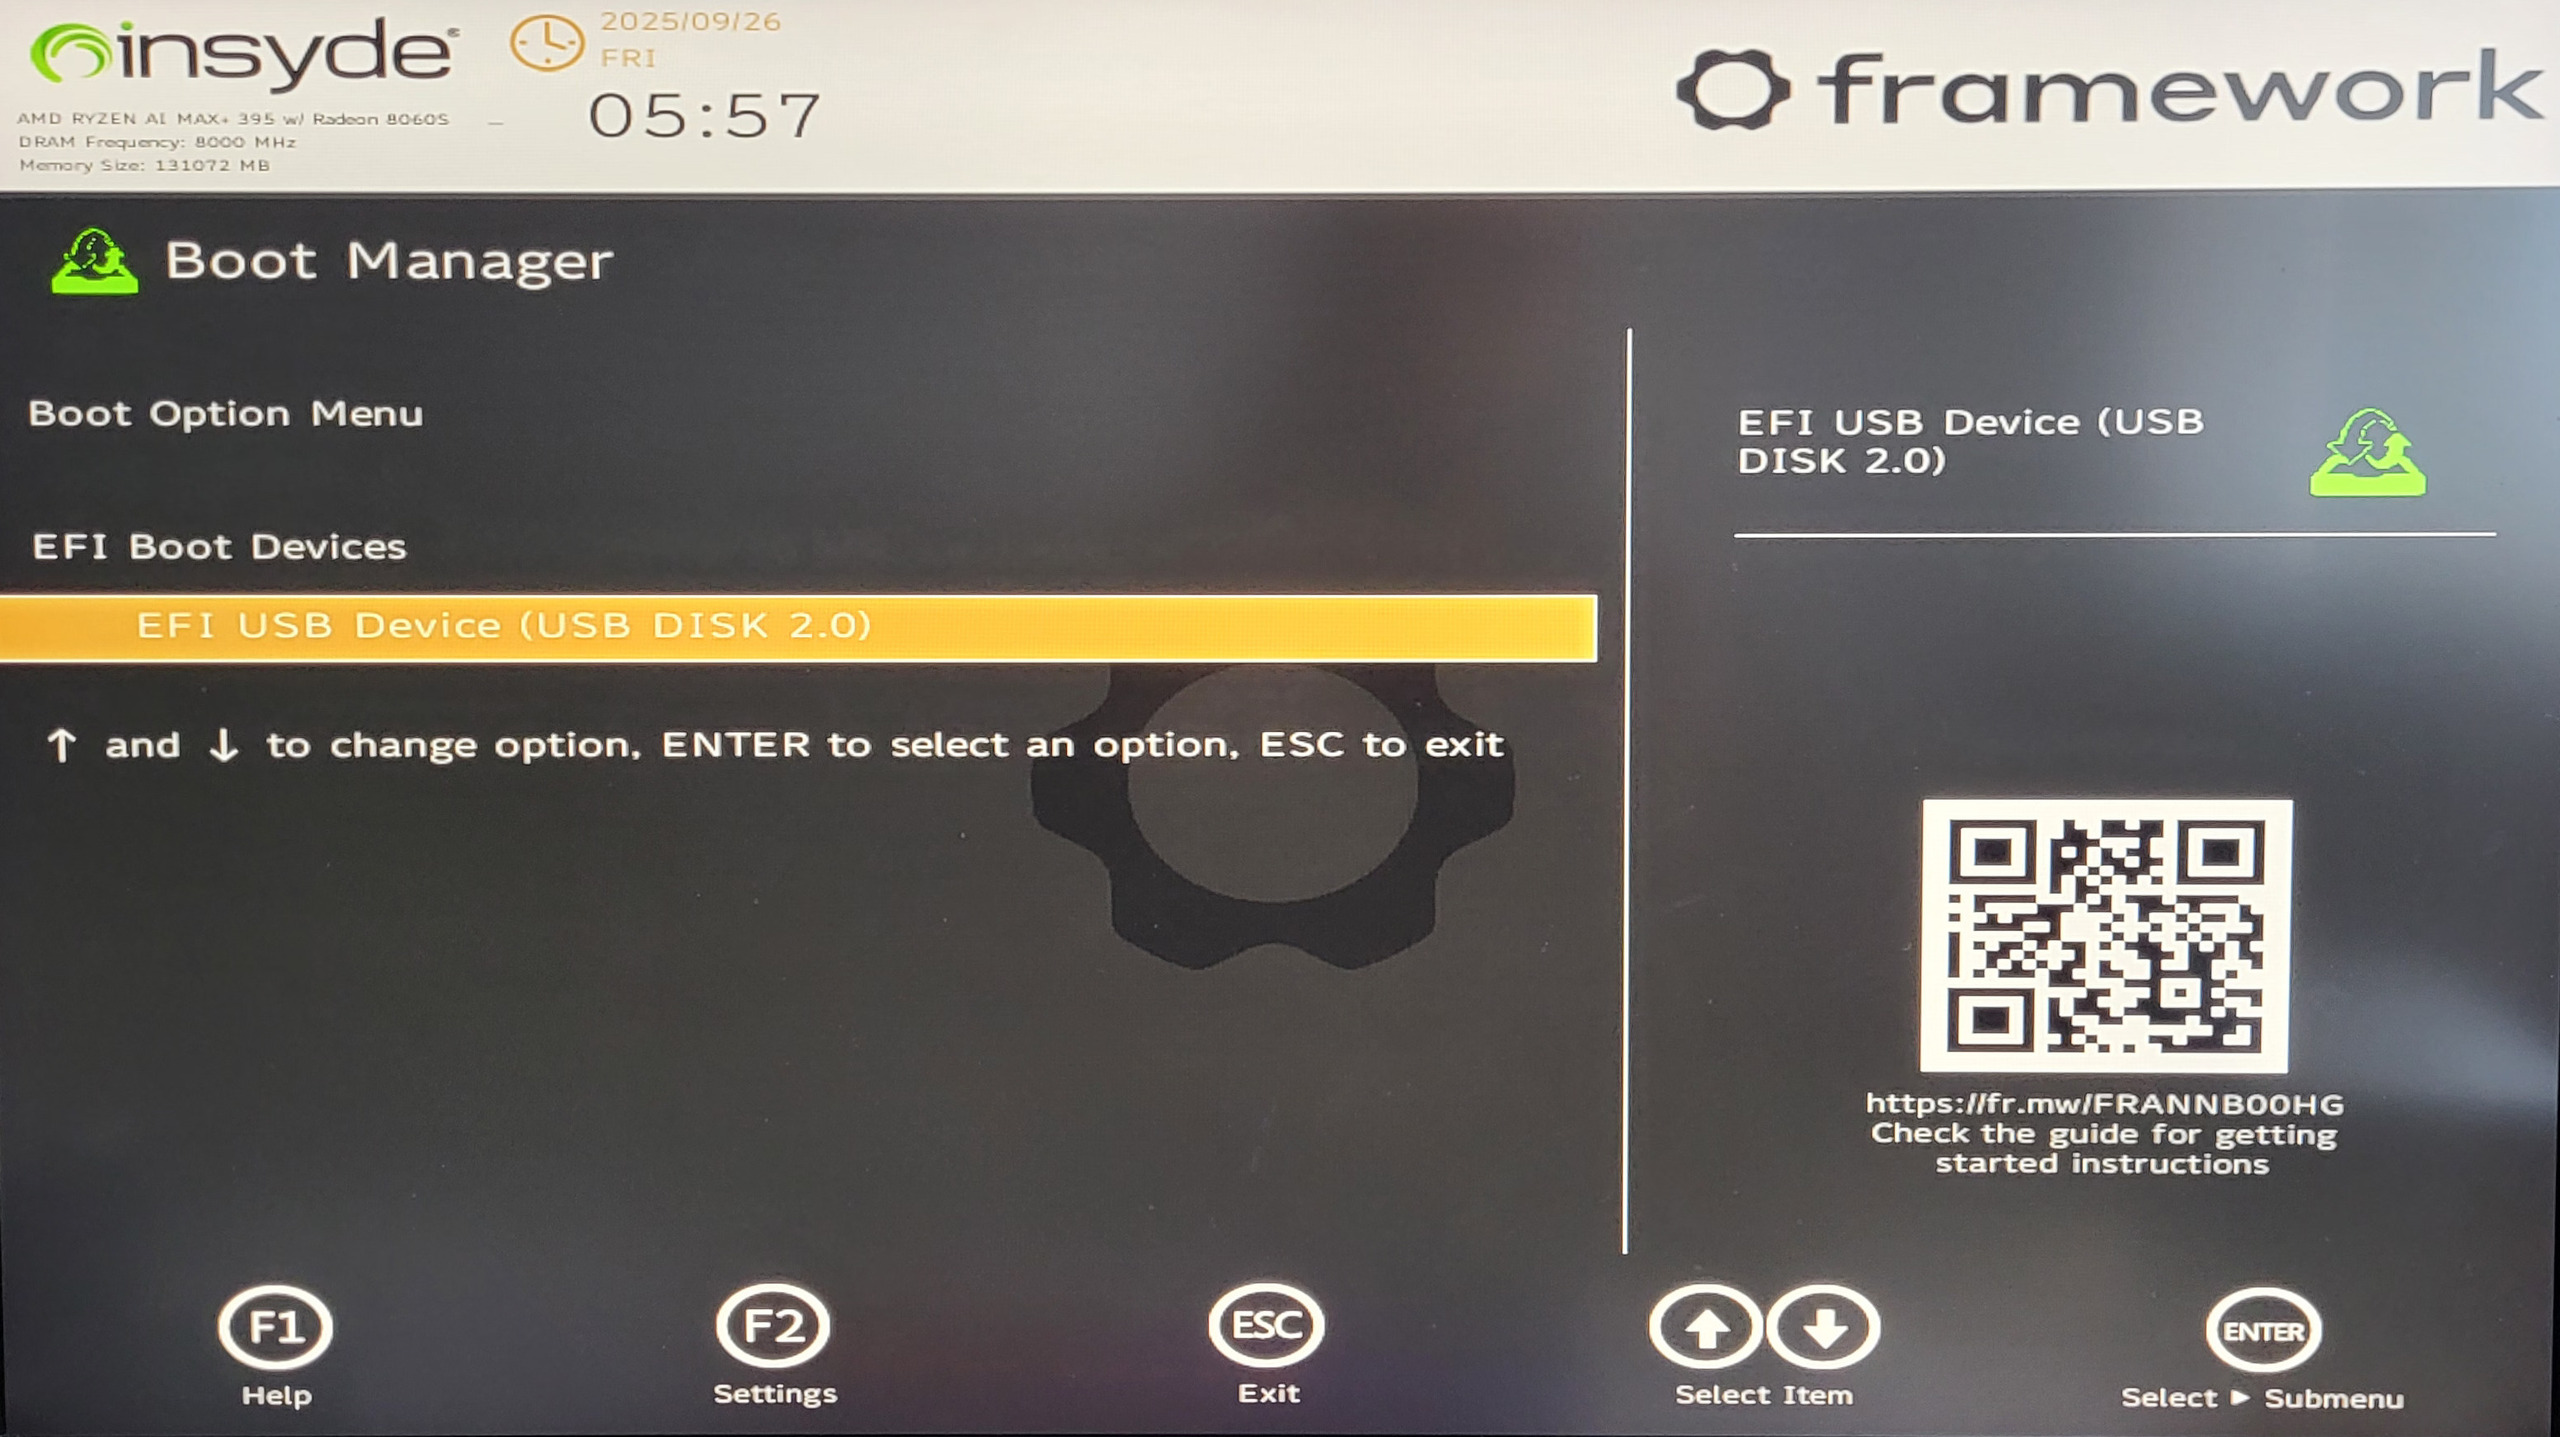 insyde®
2025/09/26
FRI
05:57
AMD RYZEN AI MAX+ 395 w/ Radeon 8060S
DRAM Frequency: 8000 MHz
Memory Size: 131072 MB
framework
Boot Manager
Boot Option Menu
EFI Boot Devices
EFI USB Device (USB DISK 2.0)
↑ and ↓ to change option, ENTER to select an option, ESC to exit
EFI USB Device (USB
DISK 2.0)
https://fr.mw/FRANNB00HG
Check the guide for getting
started instructions
F1
Help
F2
Settings
ESC
Exit
Select Item
ENTER
Select ► Submenu